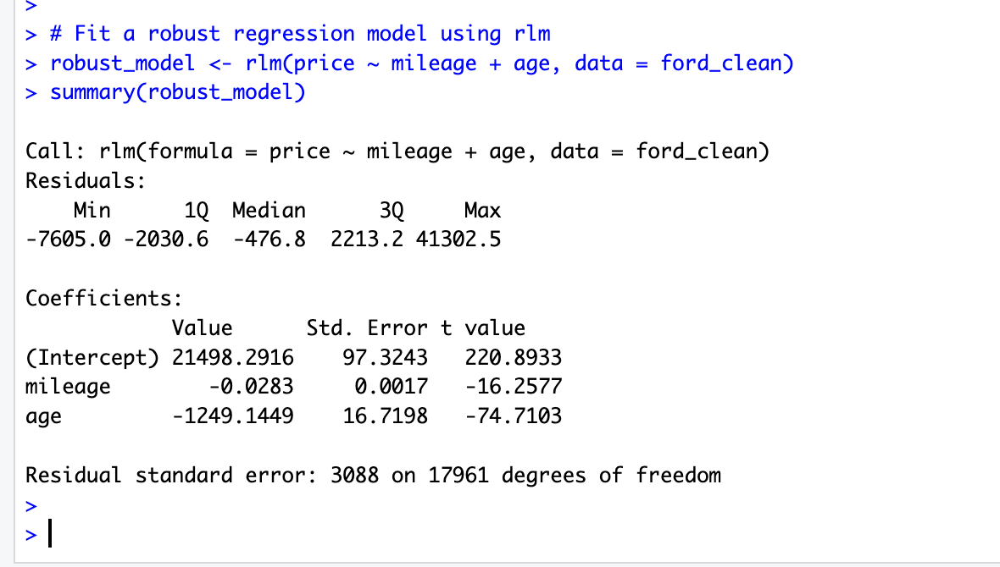 >
> # Fit a robust regression model using rlm
> robust_model <- rlm(price ~ mileage + age, data = ford_clean)
> summary(robust_model)

Call: rlm(formula = price ~ mileage + age, data = ford_clean)
Residuals:
    Min      1Q  Median      3Q     Max
-7605.0 -2030.6  -476.8  2213.2 41302.5

Coefficients:
            Value      Std. Error t value
(Intercept) 21498.2916    97.3243   220.8933
mileage        -0.0283     0.0017   -16.2577
age         -1249.1449    16.7198   -74.7103

Residual standard error: 3088 on 17961 degrees of freedom
>
>